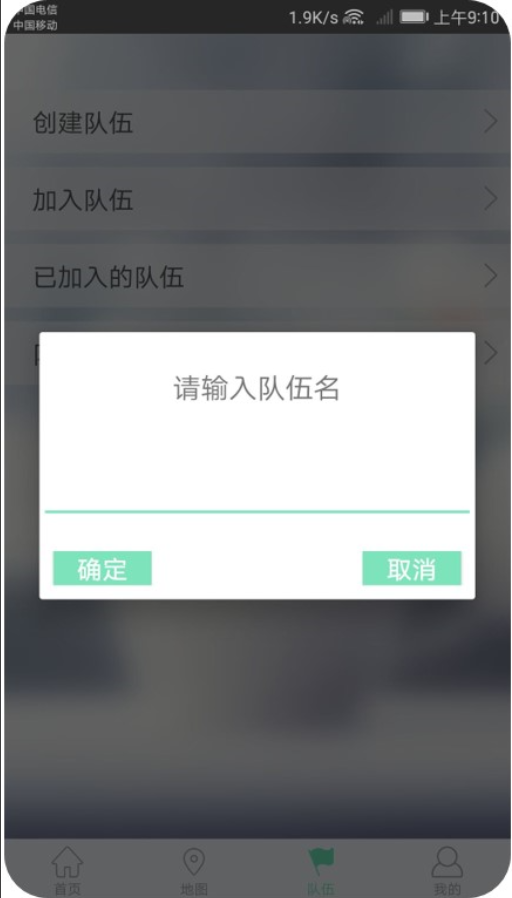 中国电信
中国移动
1.9K/s
上午9:10
创建队伍
加入队伍
已加入的队伍
请输入队伍名
确定
取消
首页
地图
队伍
我的